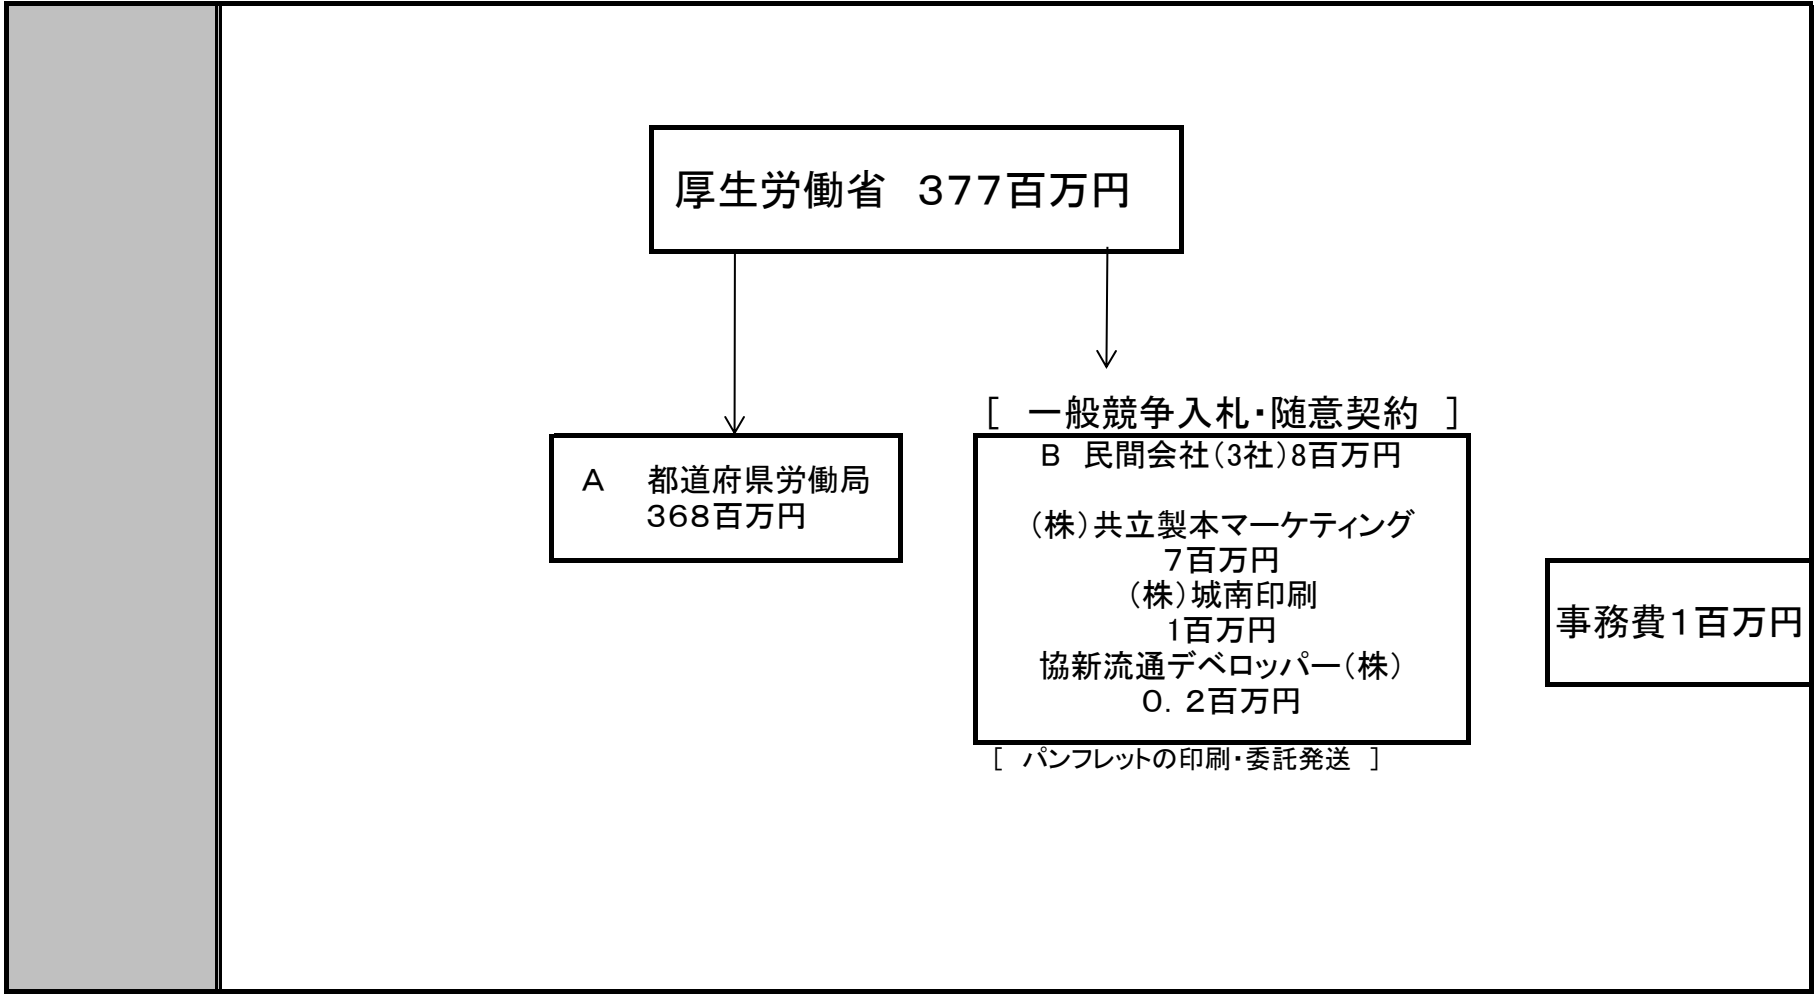 厚生労働省　３７７百万円
［　一般競争入札・随意契約　］
Ａ　都道府県労働局
３６８百万円
Ｂ　民間会社（3社）8百万円
（株）共立製本マーケティング
７百万円
（株）城南印刷
1百万円
協新流通デベロッパー（株）
０．２百万円
事務費１百万円
［　パンフレットの印刷・委託発送　］